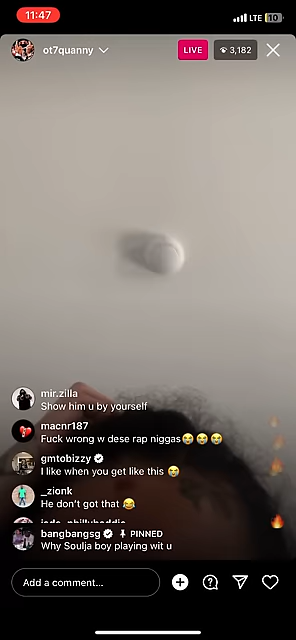 11:47
LTE 10
ot7quanny
LIVE
3,182
mir.zilla
Show him u by yourself
macnr187
Fuck wrong w dese rap niggas😭😭😭
gmtobizzy
I like when you get like this 😭
_zionk
He don't got that 😂
bangbangsg PINNED
Why Soulja boy playing wit u
Add a comment...